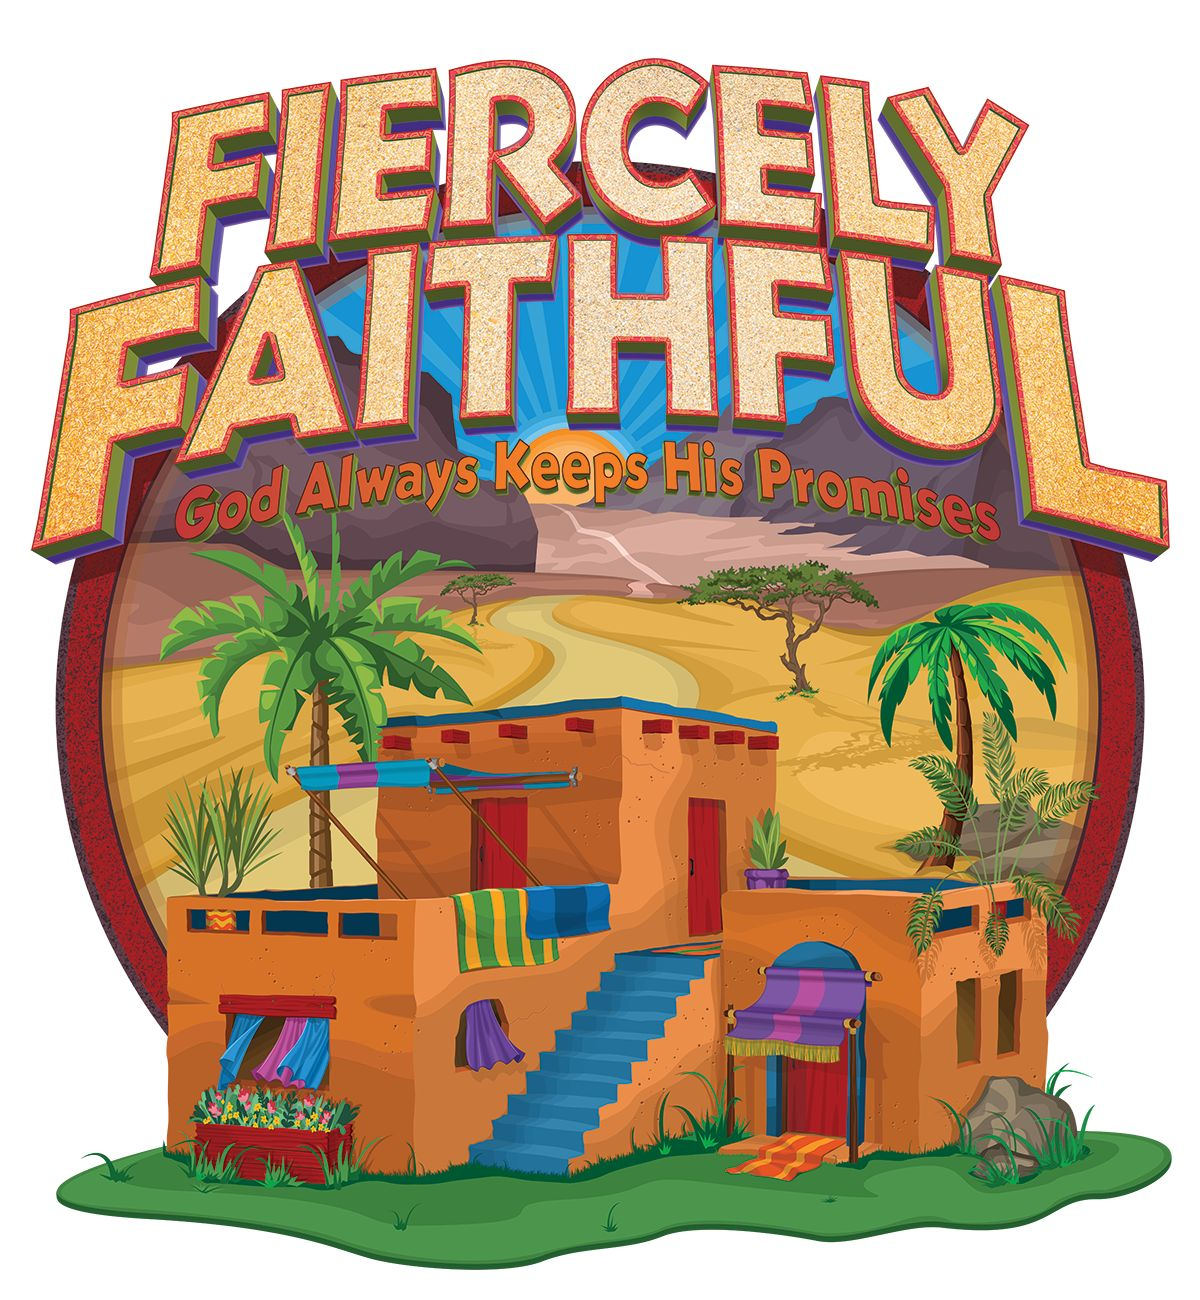 FIERCELY
FAITHFUL
God Always Keeps His Promises